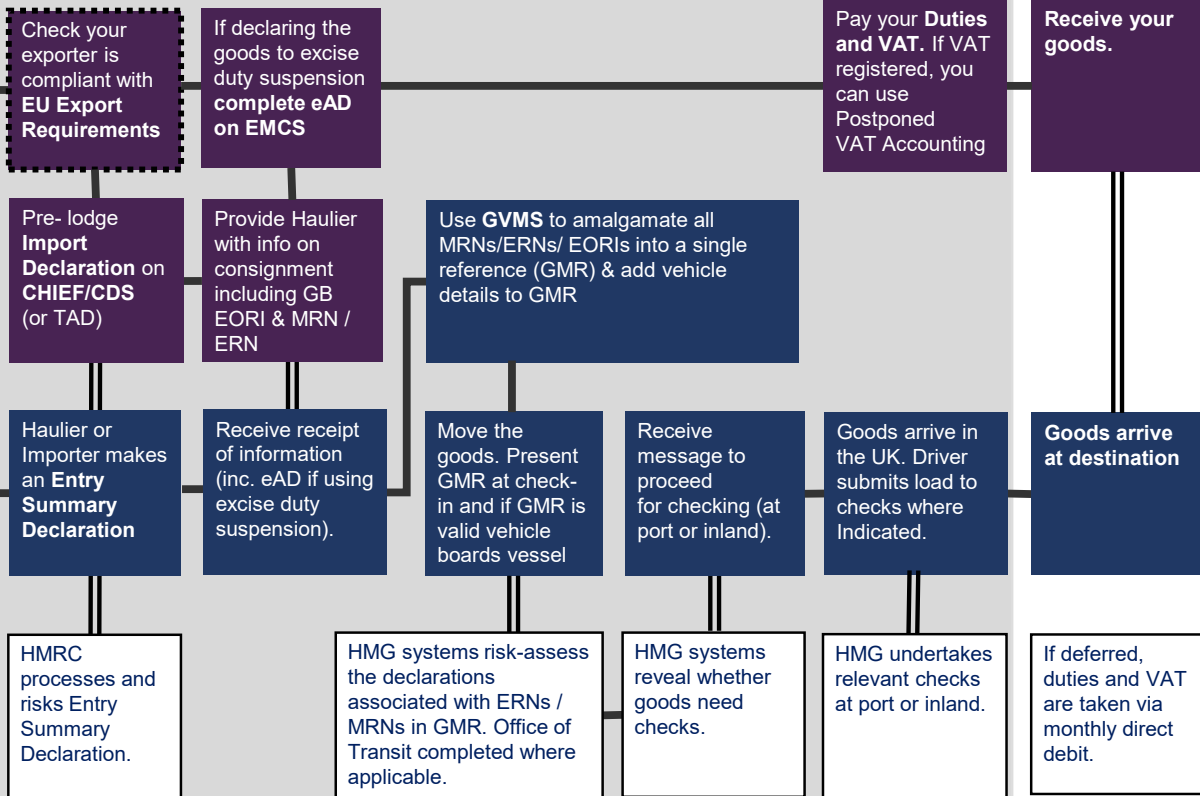 Check your
exporter is
compliant with
EU Export
Requirements
If declaring the
goods to excise
duty suspension
complete eAD
on EMCS
Pay your Duties
and VAT. If VAT
registered, you
can use
Postponed
VAT Accounting
Receive your
goods.
Pre- lodge
Import
Declaration on
CHIEF/CDS
(or TAD)
Provide Haulier
with info on
consignment
including GB
EORI & MRN /
ERN
Use GVMS to amalgamate all
MRNs/ERNs/ EORIs into a single
reference (GMR) & add vehicle
details to GMR
Haulier or
Importer makes
an Entry
Summary
Declaration
Receive receipt
of information
(inc. eAD if using
excise duty
suspension).
Move the
goods. Present
GMR at check-
in and if GMR is
valid vehicle
boards vessel
Receive
message to
proceed
for checking (at
port or inland).
Goods arrive in
the UK. Driver
submits load to
checks where
Indicated.
Goods arrive
at destination
HMRC
processes and
risks Entry
Summary
Declaration.
HMG systems risk-assess
the declarations
associated with ERNs /
MRNs in GMR. Office of
Transit completed where
applicable.
HMG systems
reveal whether
goods need
checks.
HMG undertakes
relevant checks
at port or inland.
If deferred,
duties and VAT
are taken via
monthly direct
debit.